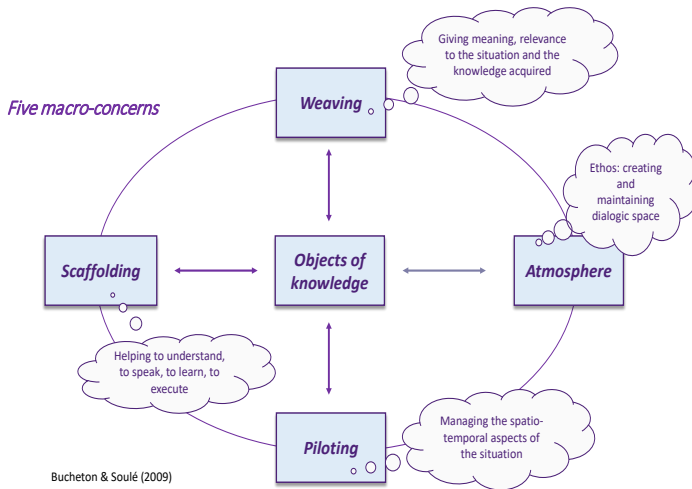 Giving meaning, relevance
to the situation and the
knowledge acquired
Weaving
Five macro-concerns
Ethos: creating
and
maintaining
dialogic space
Scaffolding
Objects of
knowledge
Atmosphere
Helping to understand,
to speak, to learn, to
execute
Managing the spatio-
temporal aspects of
the situation
Piloting
Bucheton & Soulé (2009)